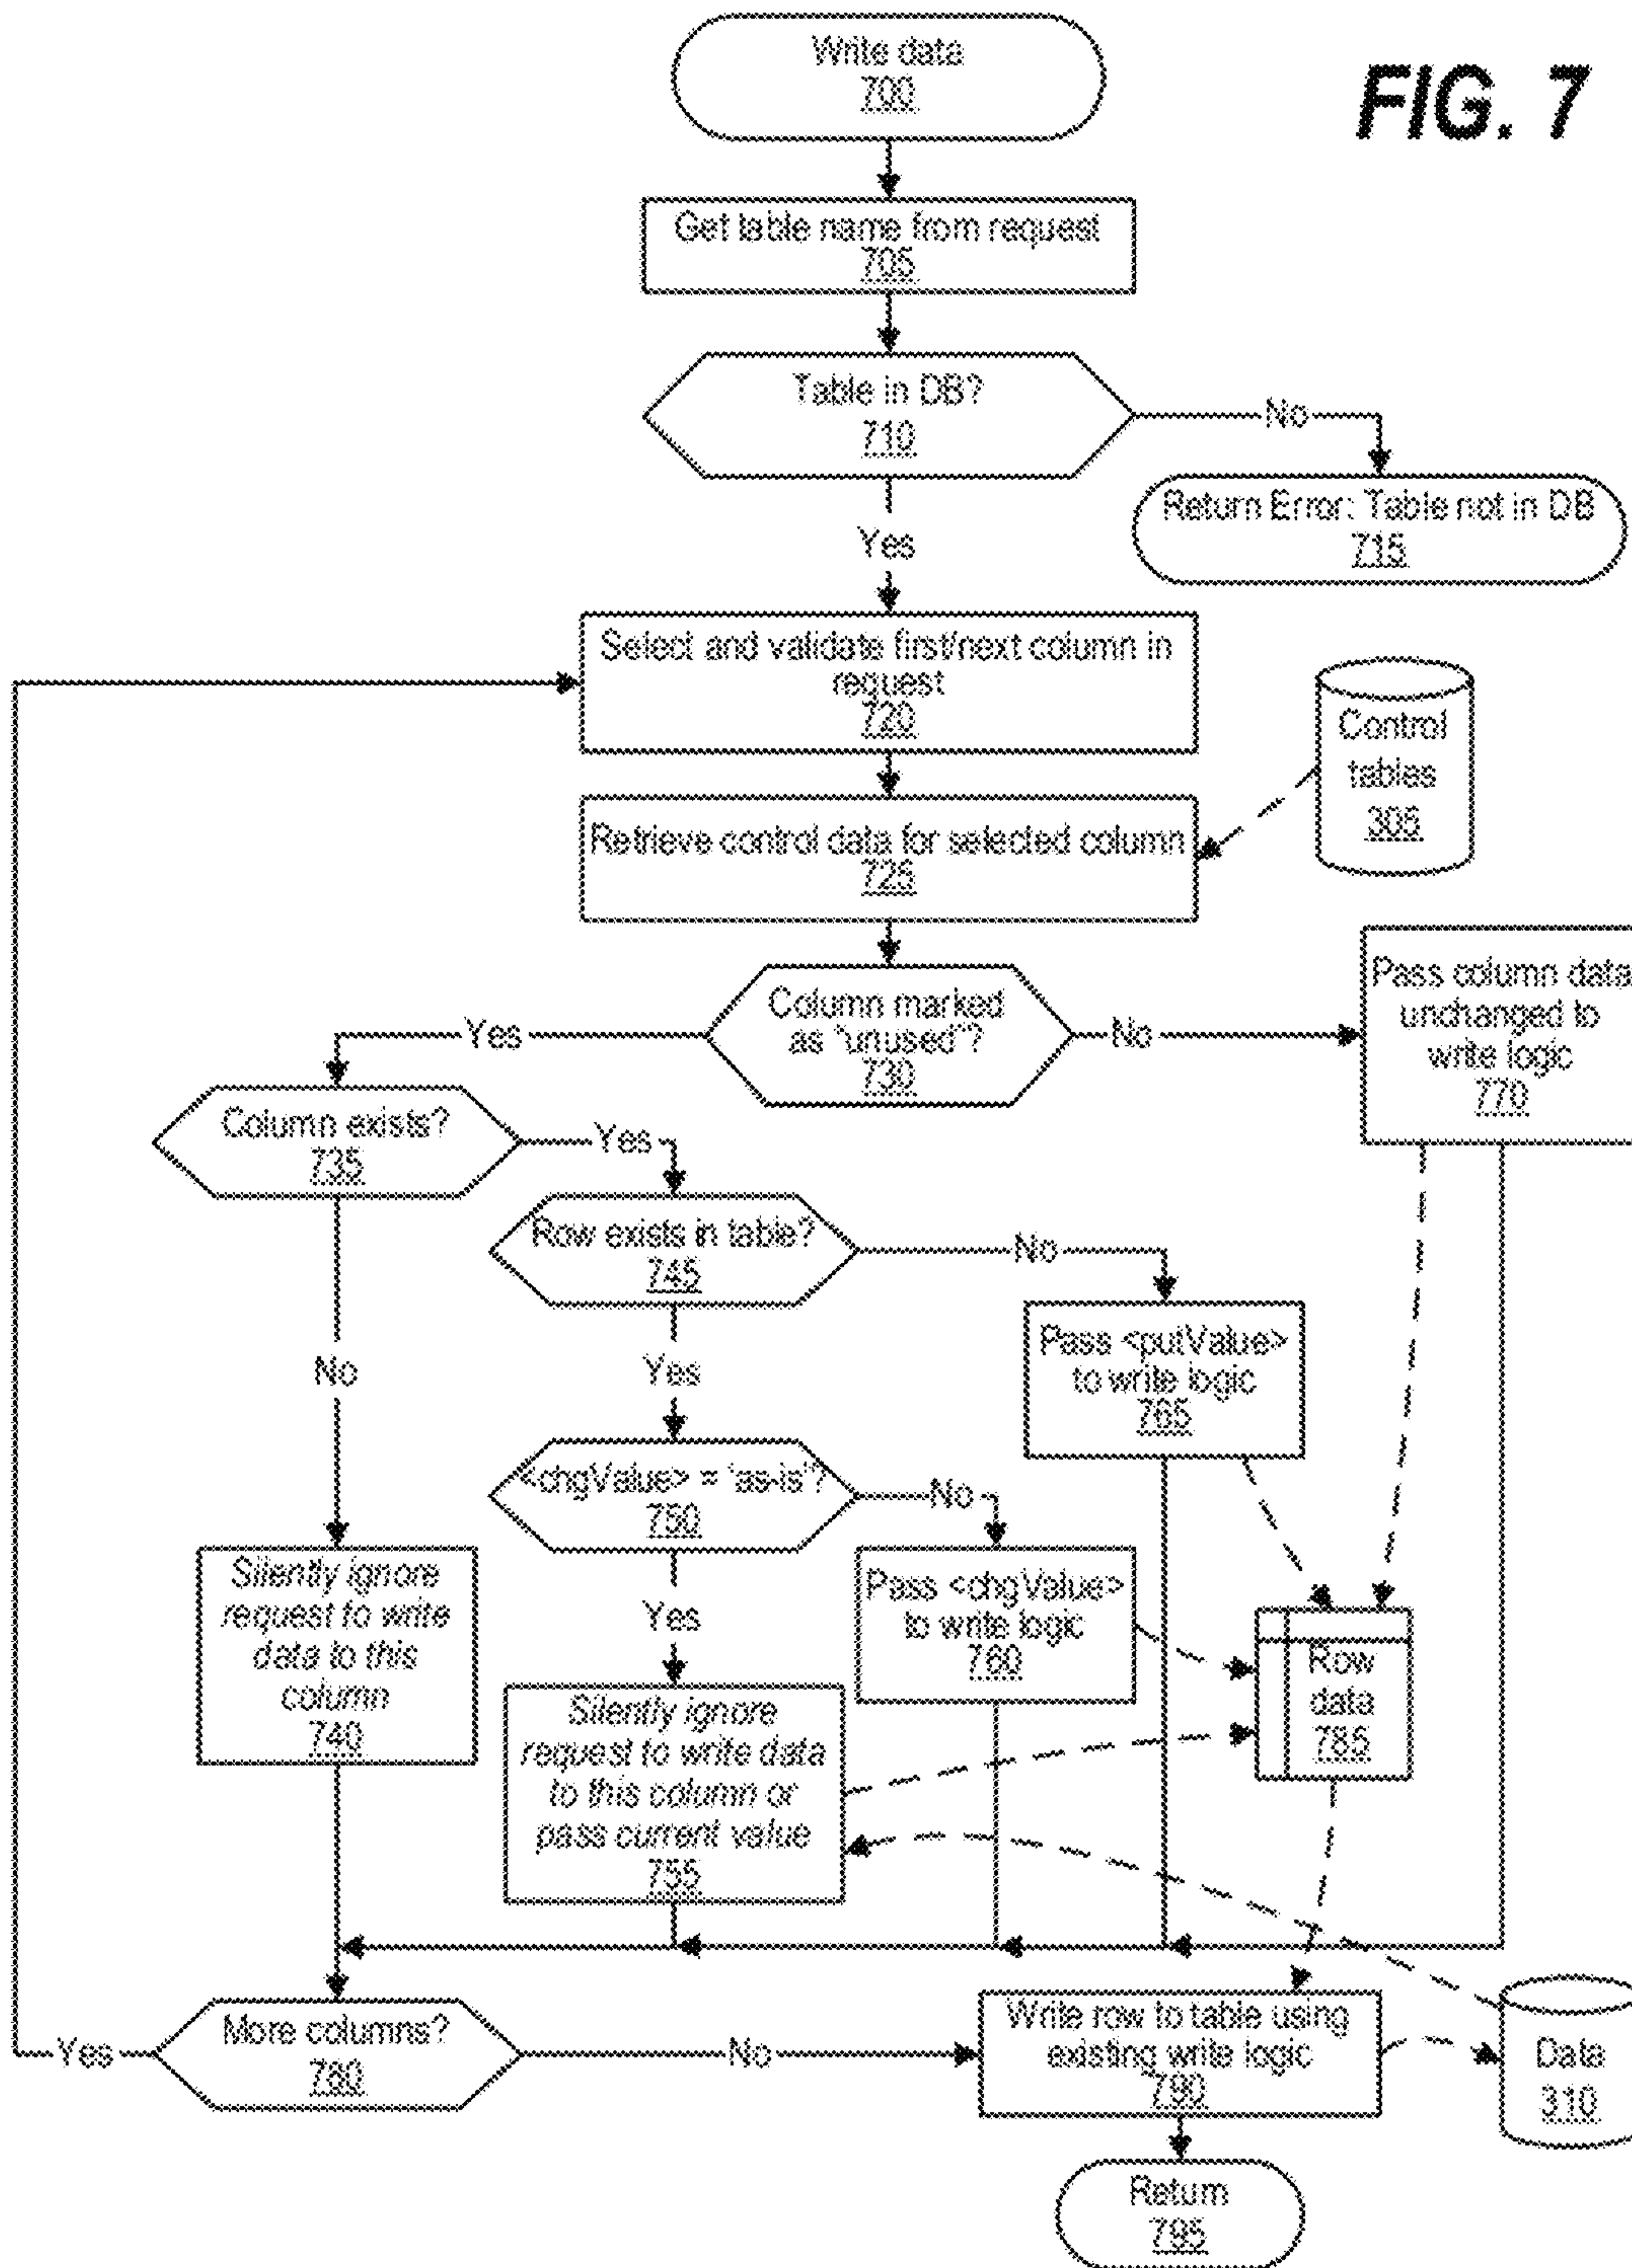 FIG. 7
Write data
700
Get table name from request
705
Table in DB?
710
No
Return Error: Table not in DB
715
Yes
Select and validate first/next column in
request
720
Control
tables
305
Retrieve control data for selected column
725
Column marked
as "unused"?
730
Yes
No
Pass column data
unchanged to
write logic
770
Column exists?
735
Yes
Row exists in table?
745
No
No
Yes
Pass <putValue>
to write logic
765
<chgValue> = 'as-is'?
750
No
Yes
Silently ignore
request to write
data to this
column
740
Pass <chgValue>
to write logic
760
Row
data
785
Silently ignore
request to write data
to this column or
pass current value
755
More columns?
780
Yes
No
Write row to table using
existing write logic
790
Data
310
Return
795